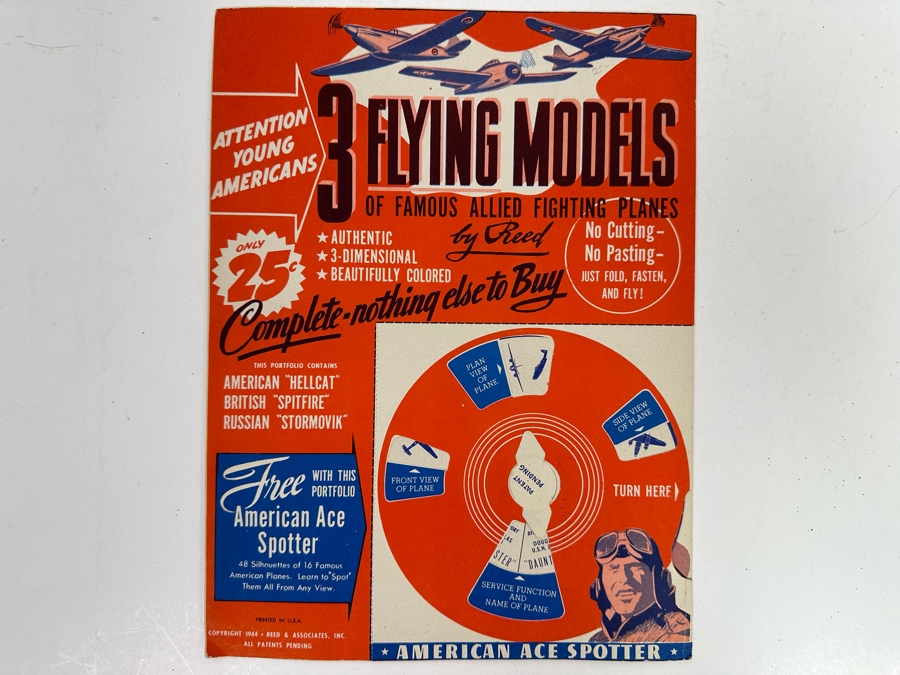 ATTENTION
YOUNG
AMERICANS
3 FLYING MODELS
OF FAMOUS ALLIED FIGHTING PLANES
by Reed
★ AUTHENTIC
★ 3-DIMENSIONAL
★ BEAUTIFULLY COLORED
No Cutting-
No Pasting-
JUST FOLD, FASTEN,
AND FLY!
ONLY
25¢
Complete-nothing else to Buy
THIS PORTFOLIO CONTAINS
AMERICAN "HELLCAT"
BRITISH "SPITFIRE"
RUSSIAN "STORMOVIK"
Free WITH THIS
PORTFOLIO
American Ace
Spotter
48 Silhouettes of 16 Famous
American Planes. Learn to "Spot"
Them All From Any View.
PRINTED IN U.S.A.
COPYRIGHT 1944 • REED & ASSOCIATES, INC.
ALL PATENTS PENDING
PLAN
VIEW
OF
PLANE
SIDE VIEW
OF PLANE
FRONT VIEW
OF PLANE
PATENT
PENDING
TURN HERE
DOUG
U.S.N.
STER" "DAUNT
SERVICE FUNCTION
AND
NAME OF PLANE
★ AMERICAN ACE SPOTTER ★